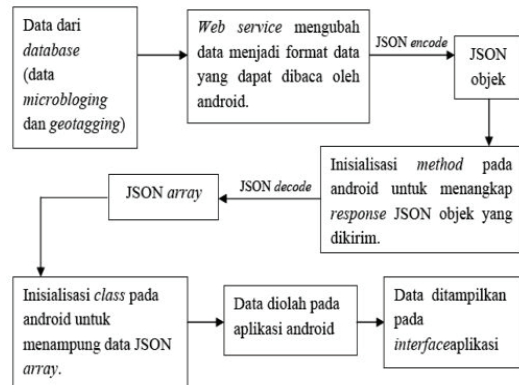 Data dari
database
(data
microbloging
dan geotagging)
Web service mengubah
data menjadi format data
yang dapat dibaca oleh
android.
JSON encode
JSON
objek
Inisialisasi method pada
android untuk menangkap
response JSON objek yang
dikirim.
JSON decode
JSON array
Inisialisasi class pada
android untuk
menampung data JSON
array.
Data diolah pada
aplikasi android
Data ditampilkan
pada
interfaceaplikasi